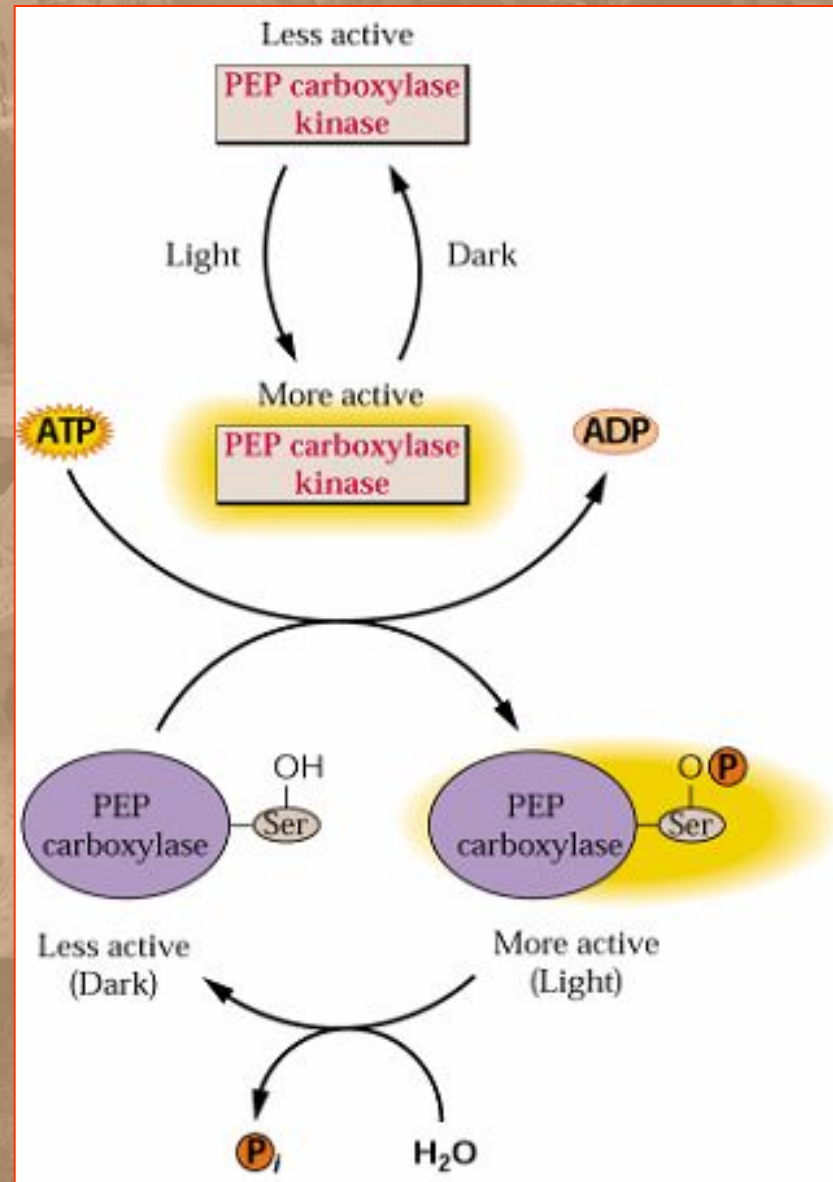 Less active
PEP carboxylase
kinase
Light
Dark
More active
ATP
PEP carboxylase
kinase
ADP
OH
PEP
carboxylase
Ser
O P
PEP
carboxylase
Ser
Less active
(Dark)
More active
(Light)
Pi
H₂O